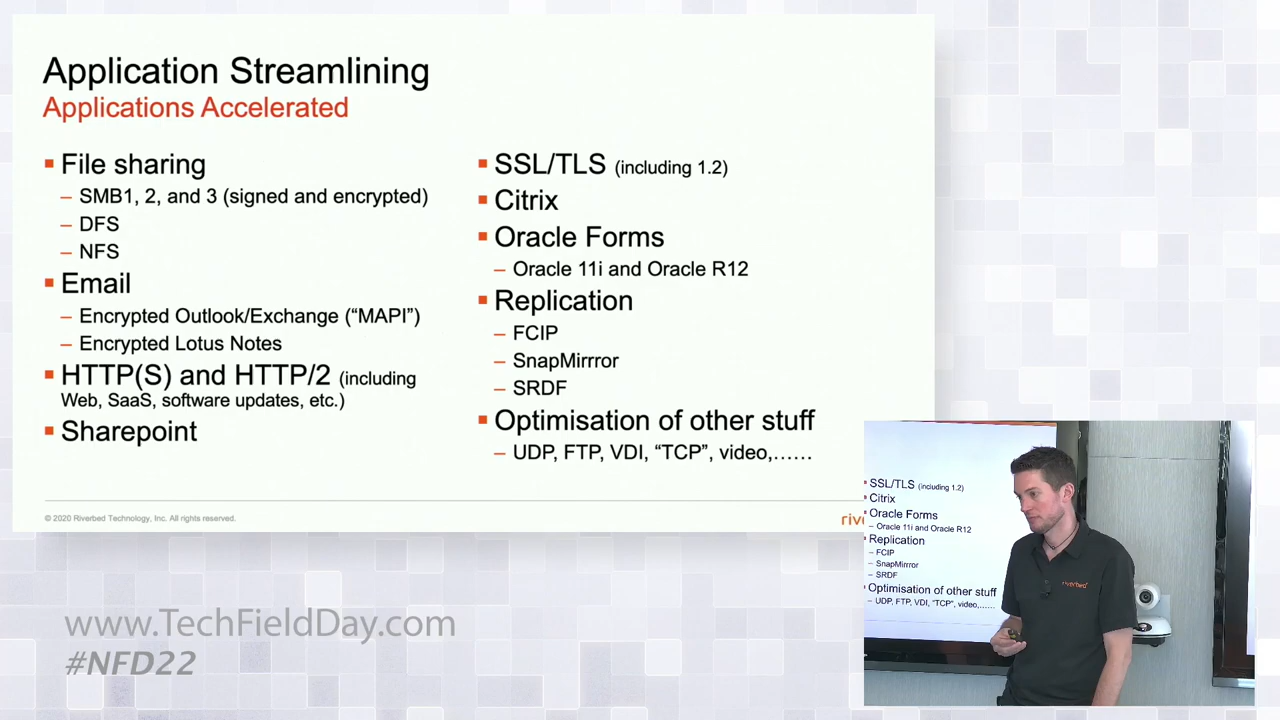 Application Streamlining
Applications Accelerated
▪ File sharing
– SMB1, 2, and 3 (signed and encrypted)
– DFS
– NFS
▪ Email
– Encrypted Outlook/Exchange (“MAPI”)
– Encrypted Lotus Notes
▪ HTTP(S) and HTTP/2 (including
Web, SaaS, software updates, etc.)
▪ Sharepoint
▪ SSL/TLS (including 1.2)
▪ Citrix
▪ Oracle Forms
– Oracle 11i and Oracle R12
▪ Replication
– FCIP
– SnapMirrror
– SRDF
▪ Optimisation of other stuff
– UDP, FTP, VDI, “TCP”, video,……
© 2020 Riverbed Technology, Inc. All rights reserved.
rive
▪ SSL/TLS (including 1.2)
▪ Citrix
▪ Oracle Forms
– Oracle 11i and Oracle R12
▪ Replication
– FCIP
– SnapMirrror
– SRDF
▪ Optimisation of other stuff
– UDP, FTP, VDI, “TCP”, video,……
riverbed
www.TechFieldDay.com
#NFD22